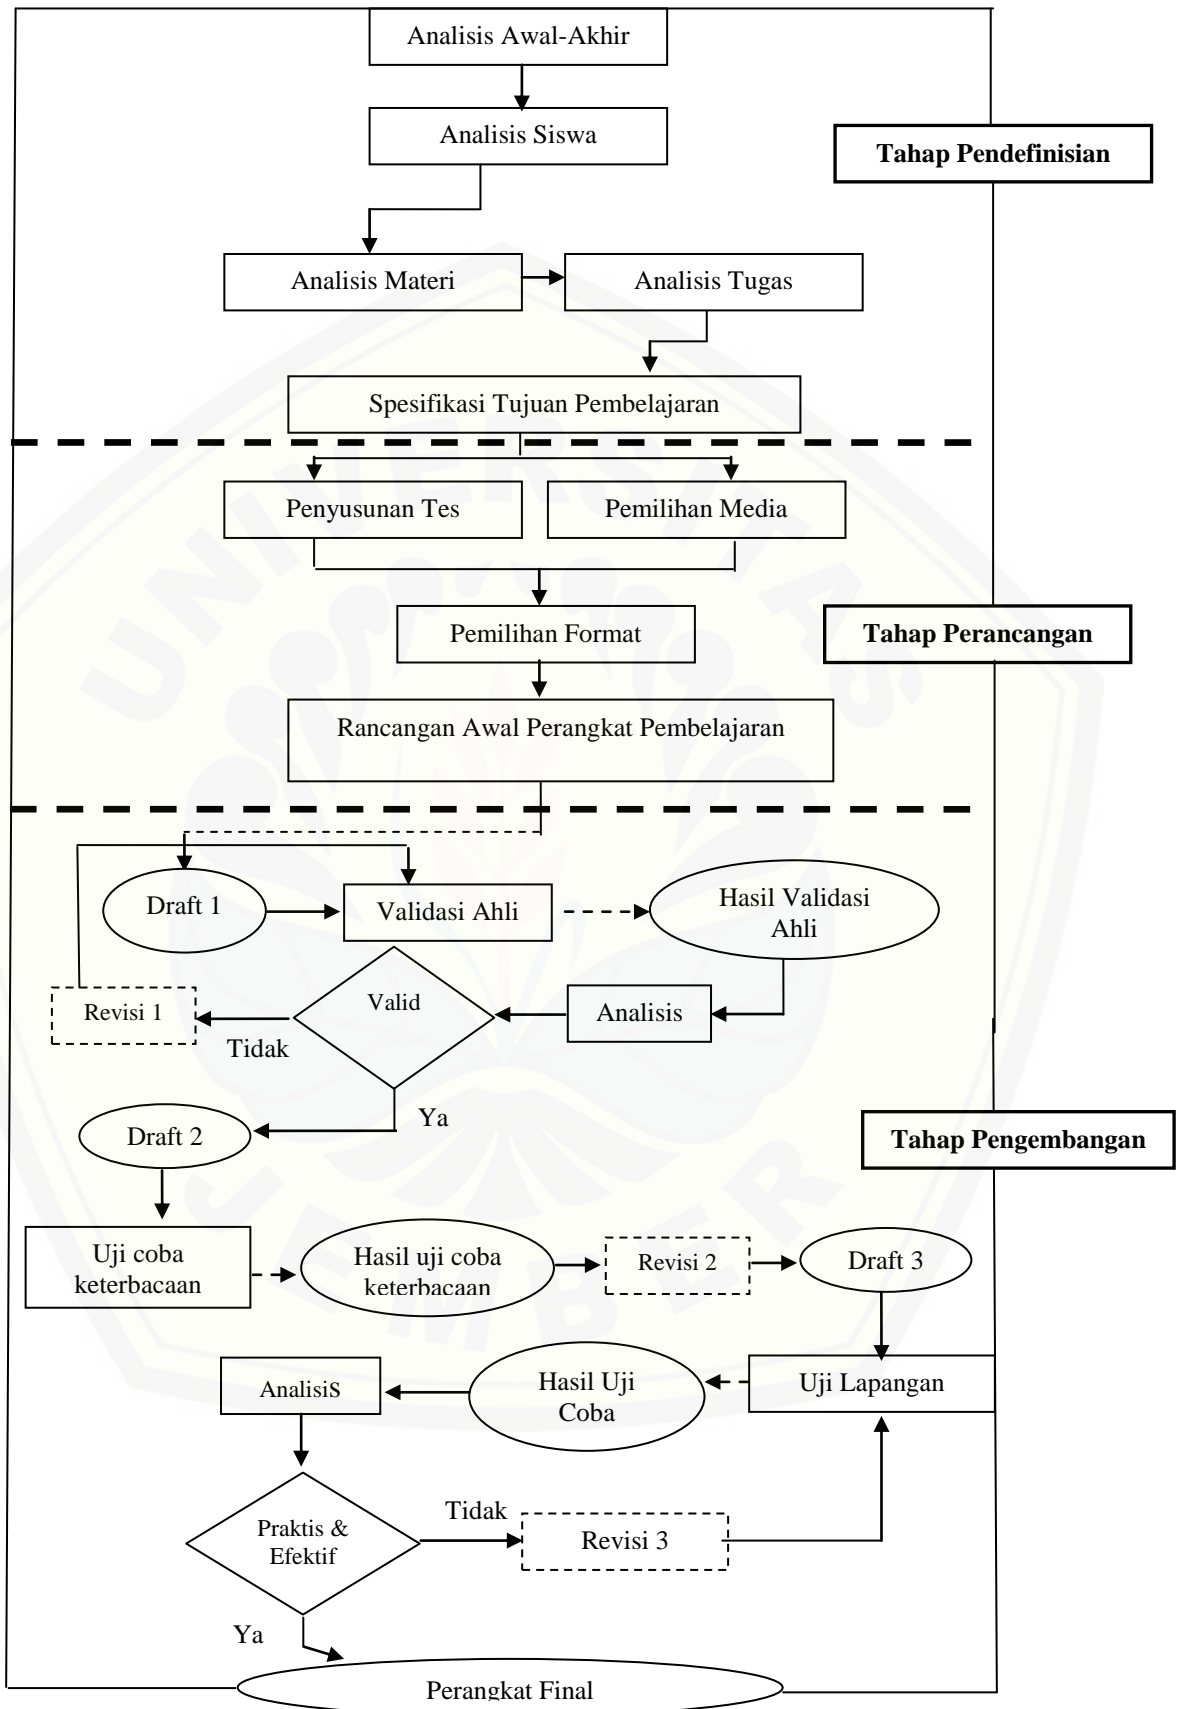 Analisis Awal-Akhir
Analisis Siswa
Tahap Pendefinisian
Analisis Materi
Analisis Tugas
Spesifikasi Tujuan Pembelajaran
Penyusunan Tes
Pemilihan Media
Pemilihan Format
Tahap Perancangan
Rancangan Awal Perangkat Pembelajaran
Draft 1
Validasi Ahli
Hasil Validasi
Ahli
Revisi 1
Valid
Analisis
Tidak
Ya
Draft 2
Tahap Pengembangan
Uji coba
keterbacaan
Hasil uji coba
keterbacaan
Revisi 2
Draft 3
AnalisiS
Hasil Uji
Coba
Uji Lapangan
Praktis &
Efektif
Tidak
Revisi 3
Ya
Perangkat Final
UNIVERSITAS
JEMBER